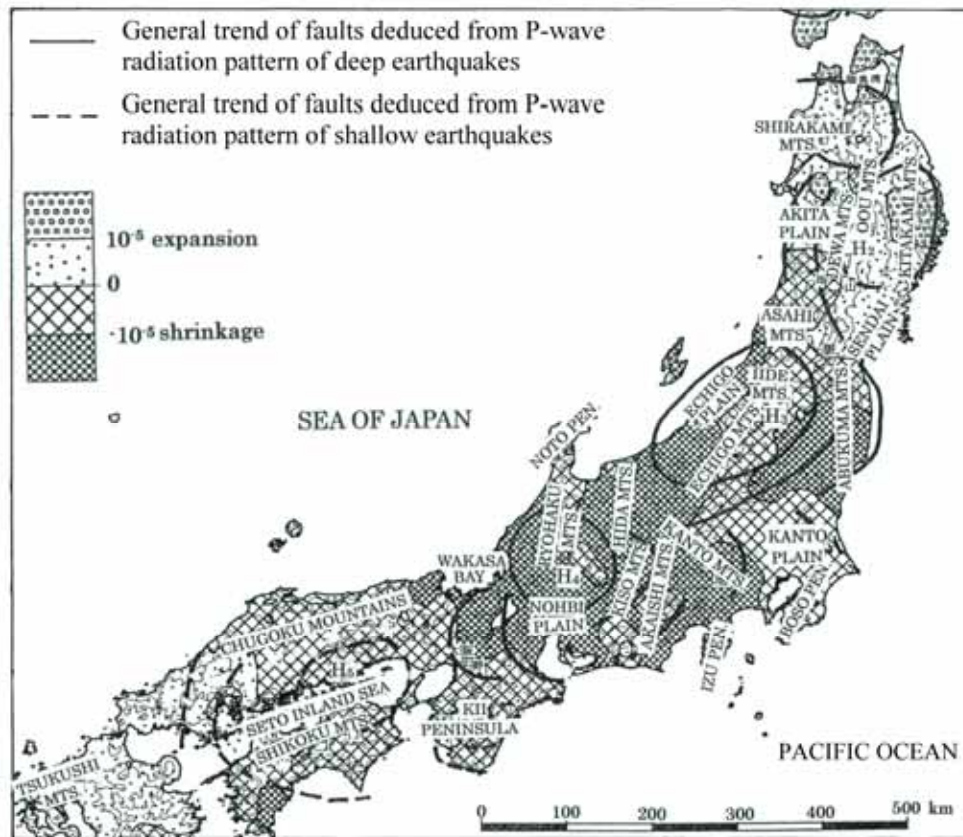 General trend of faults deduced from P-wave
radiation pattern of deep earthquakes
General trend of faults deduced from P-wave
radiation pattern of shallow earthquakes
10⁻⁵ expansion
0
-10⁻⁵ shrinkage
SHIRAKAMI
MTS.
AKITA
PLAIN
DEWA MTS.
OOU MTS.
KITAKAMI MTS.
H₂
ASAHI
MTS.
SENDAI
PLAIN
ECHIGO
PLAIN
IIDE
MTS.
H₃
ECHIGO MTS.
ABUKUMA MTS.
SEA OF JAPAN
NOTO PEN.
RYOHAKU
MTS.
HIDA MTS.
H₄
KISO MTS.
AKAISHI MTS.
KANTO MTS.
KANTO
PLAIN
BOSO PEN.
IZU PEN.
WAKASA
BAY
NOHBI
PLAIN
CHUGOKU MOUNTAINS
H₅
SETO INLAND SEA
SHIKOKU MTS.
KII
PENINSULA
TSUKUSHI
MTS.
PACIFIC OCEAN
0 100 200 300 400 500 km